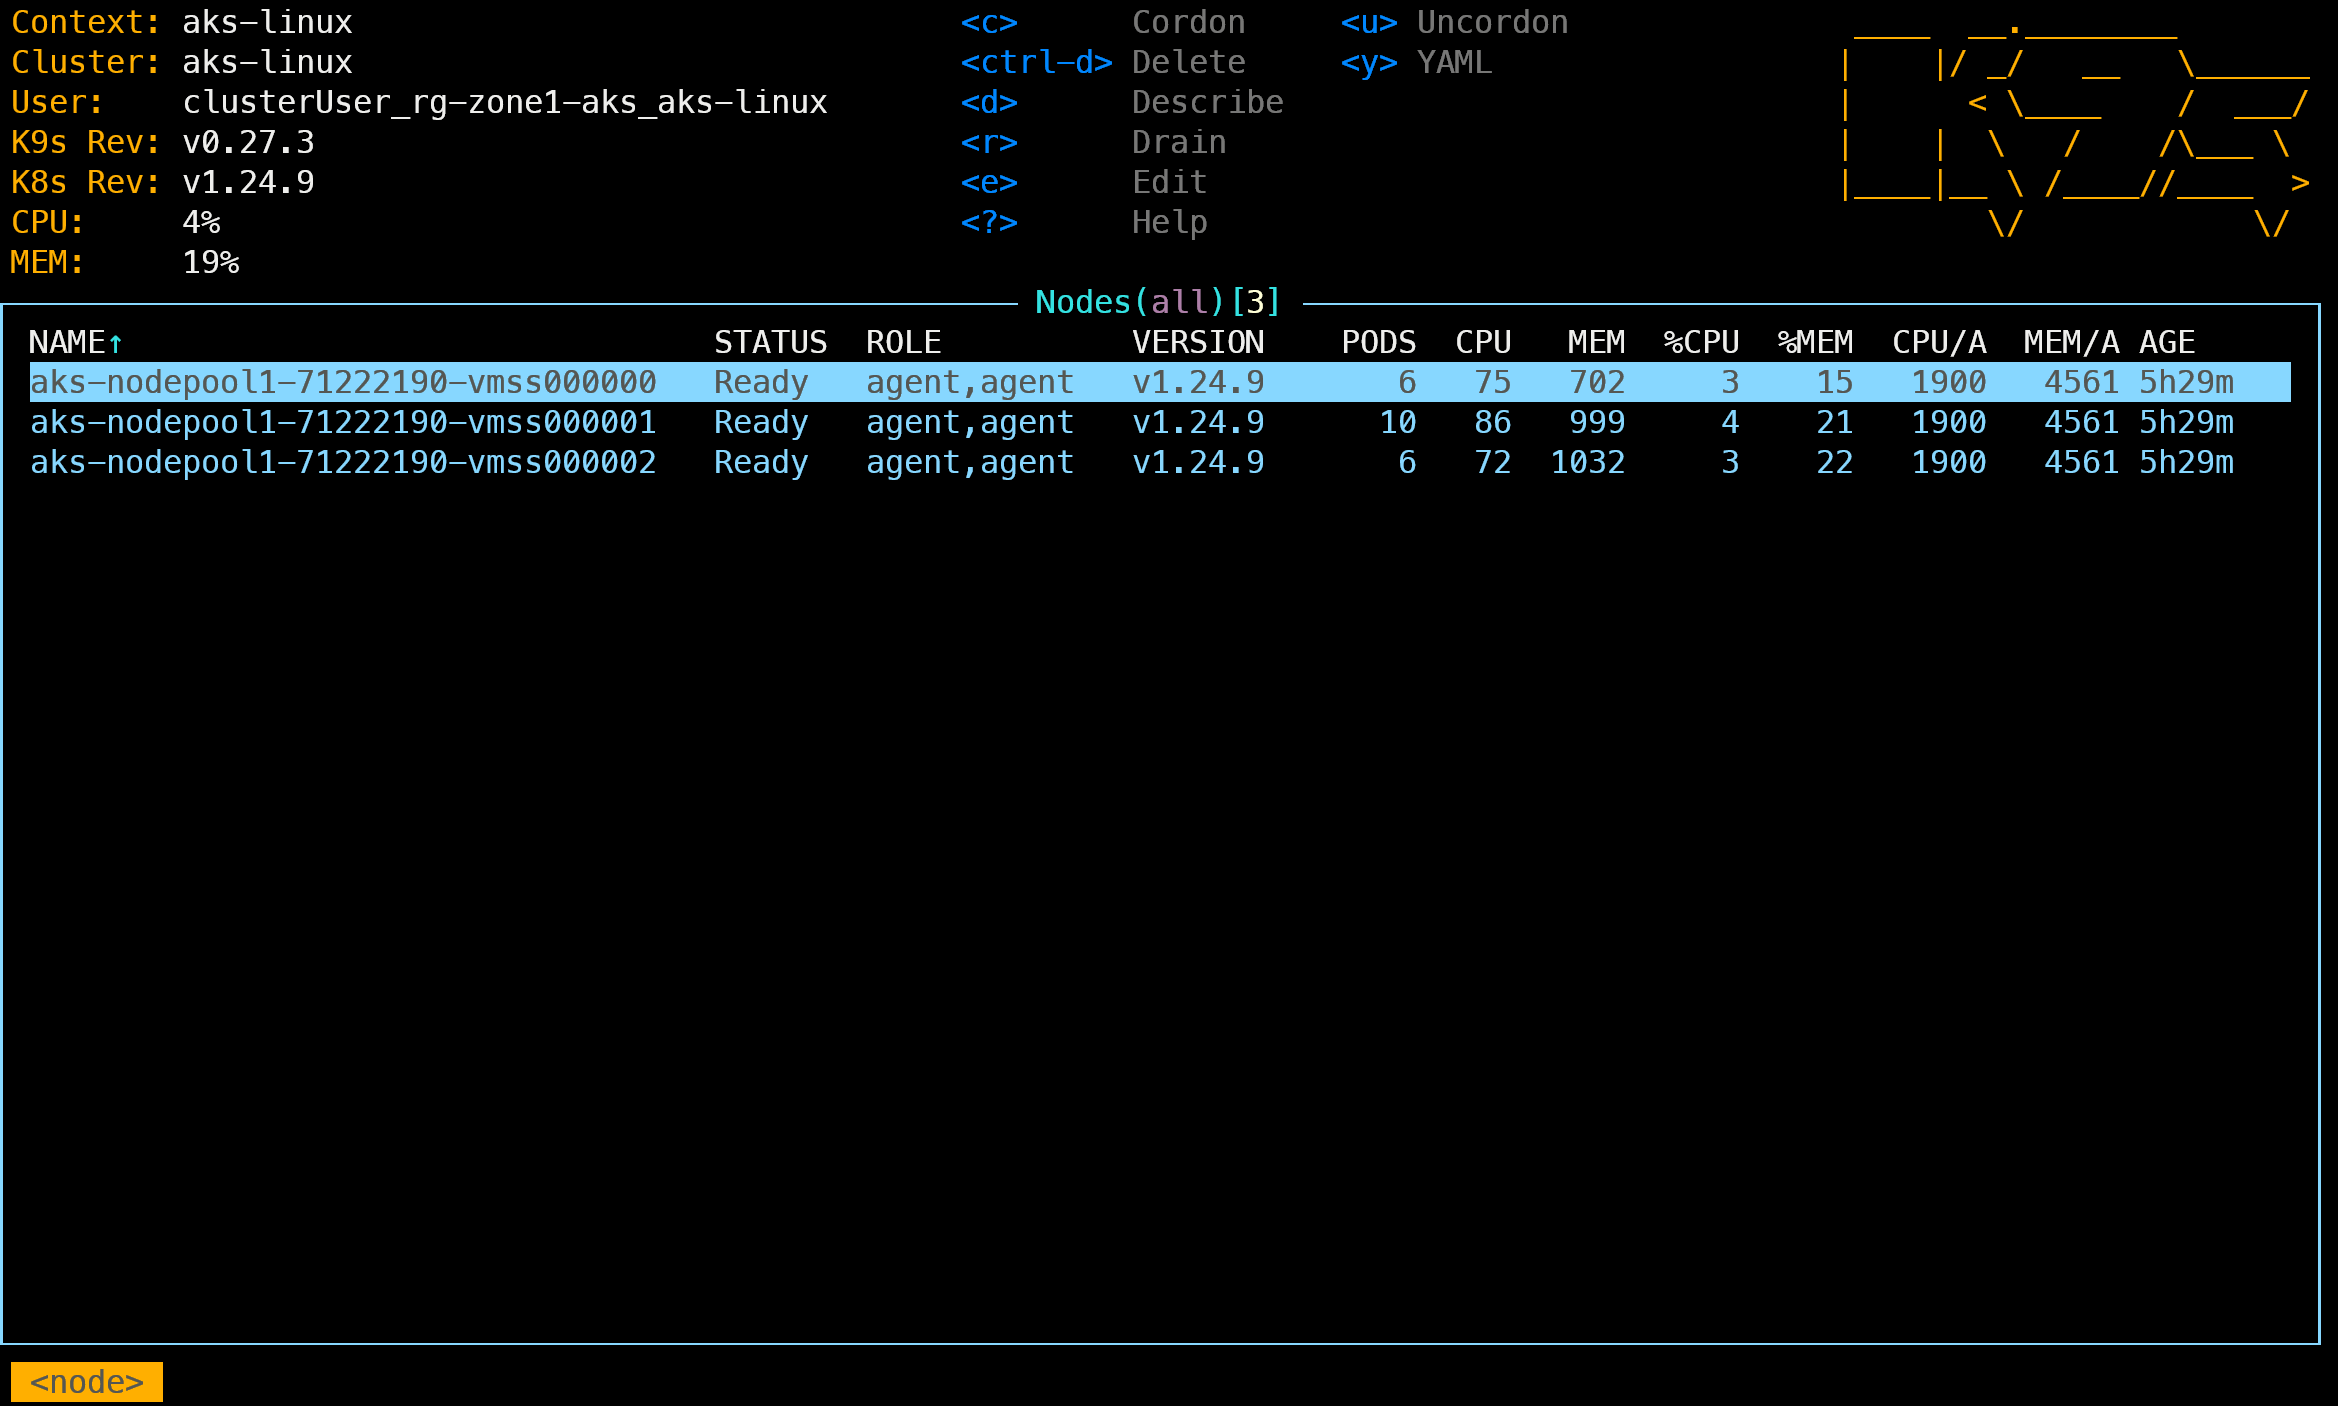 Context: aks-linux <c> Cordon <u> Uncordon
Cluster: aks-linux <ctrl-d> Delete <y> YAML
User: clusterUser_rg-zone1-aks_aks-linux <d> Describe
K9s Rev: v0.27.3 <r> Drain
K8s Rev: v1.24.9 <e> Edit
CPU: 4% <?> Help
MEM: 19%
Nodes(all)[3]
NAME↑ STATUS ROLE VERSION PODS CPU MEM %CPU %MEM CPU/A MEM/A AGE
aks-nodepool1-71222190-vmss000000 Ready agent,agent v1.24.9 6 75 702 3 15 1900 4561 5h29m
aks-nodepool1-71222190-vmss000001 Ready agent,agent v1.24.9 10 86 999 4 21 1900 4561 5h29m
aks-nodepool1-71222190-vmss000002 Ready agent,agent v1.24.9 6 72 1032 3 22 1900 4561 5h29m
<node>